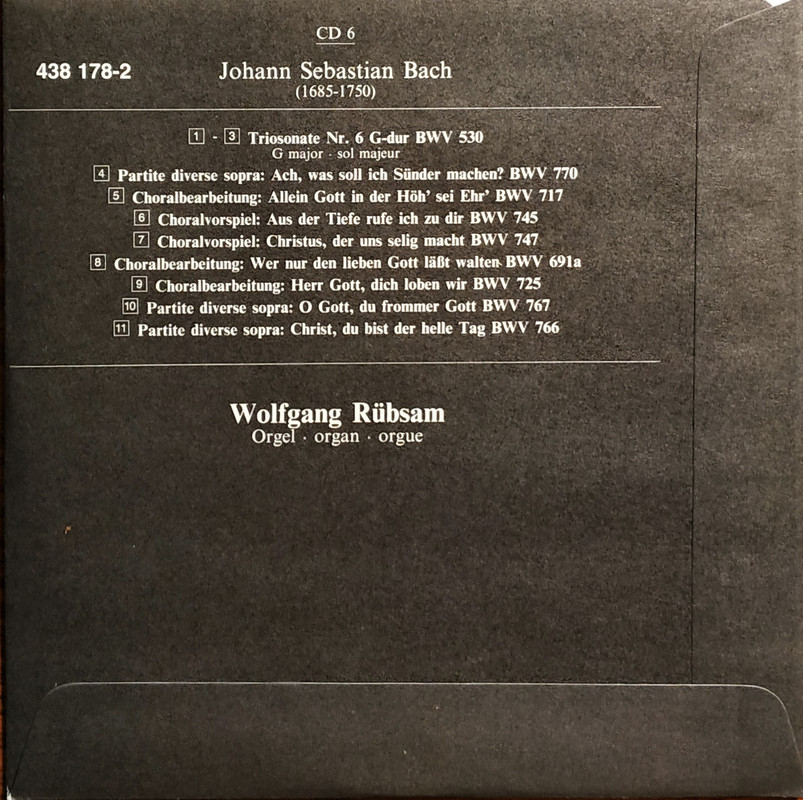 CD 6
438 178-2
Johann Sebastian Bach
(1685-1750)
1 - 3 Triosonate Nr. 6 G-dur BWV 530
G major · sol majeur
4 Partite diverse sopra: Ach, was soll ich Sünder machen? BWV 770
5 Choralbearbeitung: Allein Gott in der Höh' sei Ehr' BWV 717
6 Choralvorspiel: Aus der Tiefe rufe ich zu dir BWV 745
7 Choralvorspiel: Christus, der uns selig macht BWV 747
8 Choralbearbeitung: Wer nur den lieben Gott läßt walten BWV 691a
9 Choralbearbeitung: Herr Gott, dich loben wir BWV 725
10 Partite diverse sopra: O Gott, du frommer Gott BWV 767
11 Partite diverse sopra: Christ, du bist der helle Tag BWV 766
Wolfgang Rübsam
Orgel · organ · orgue